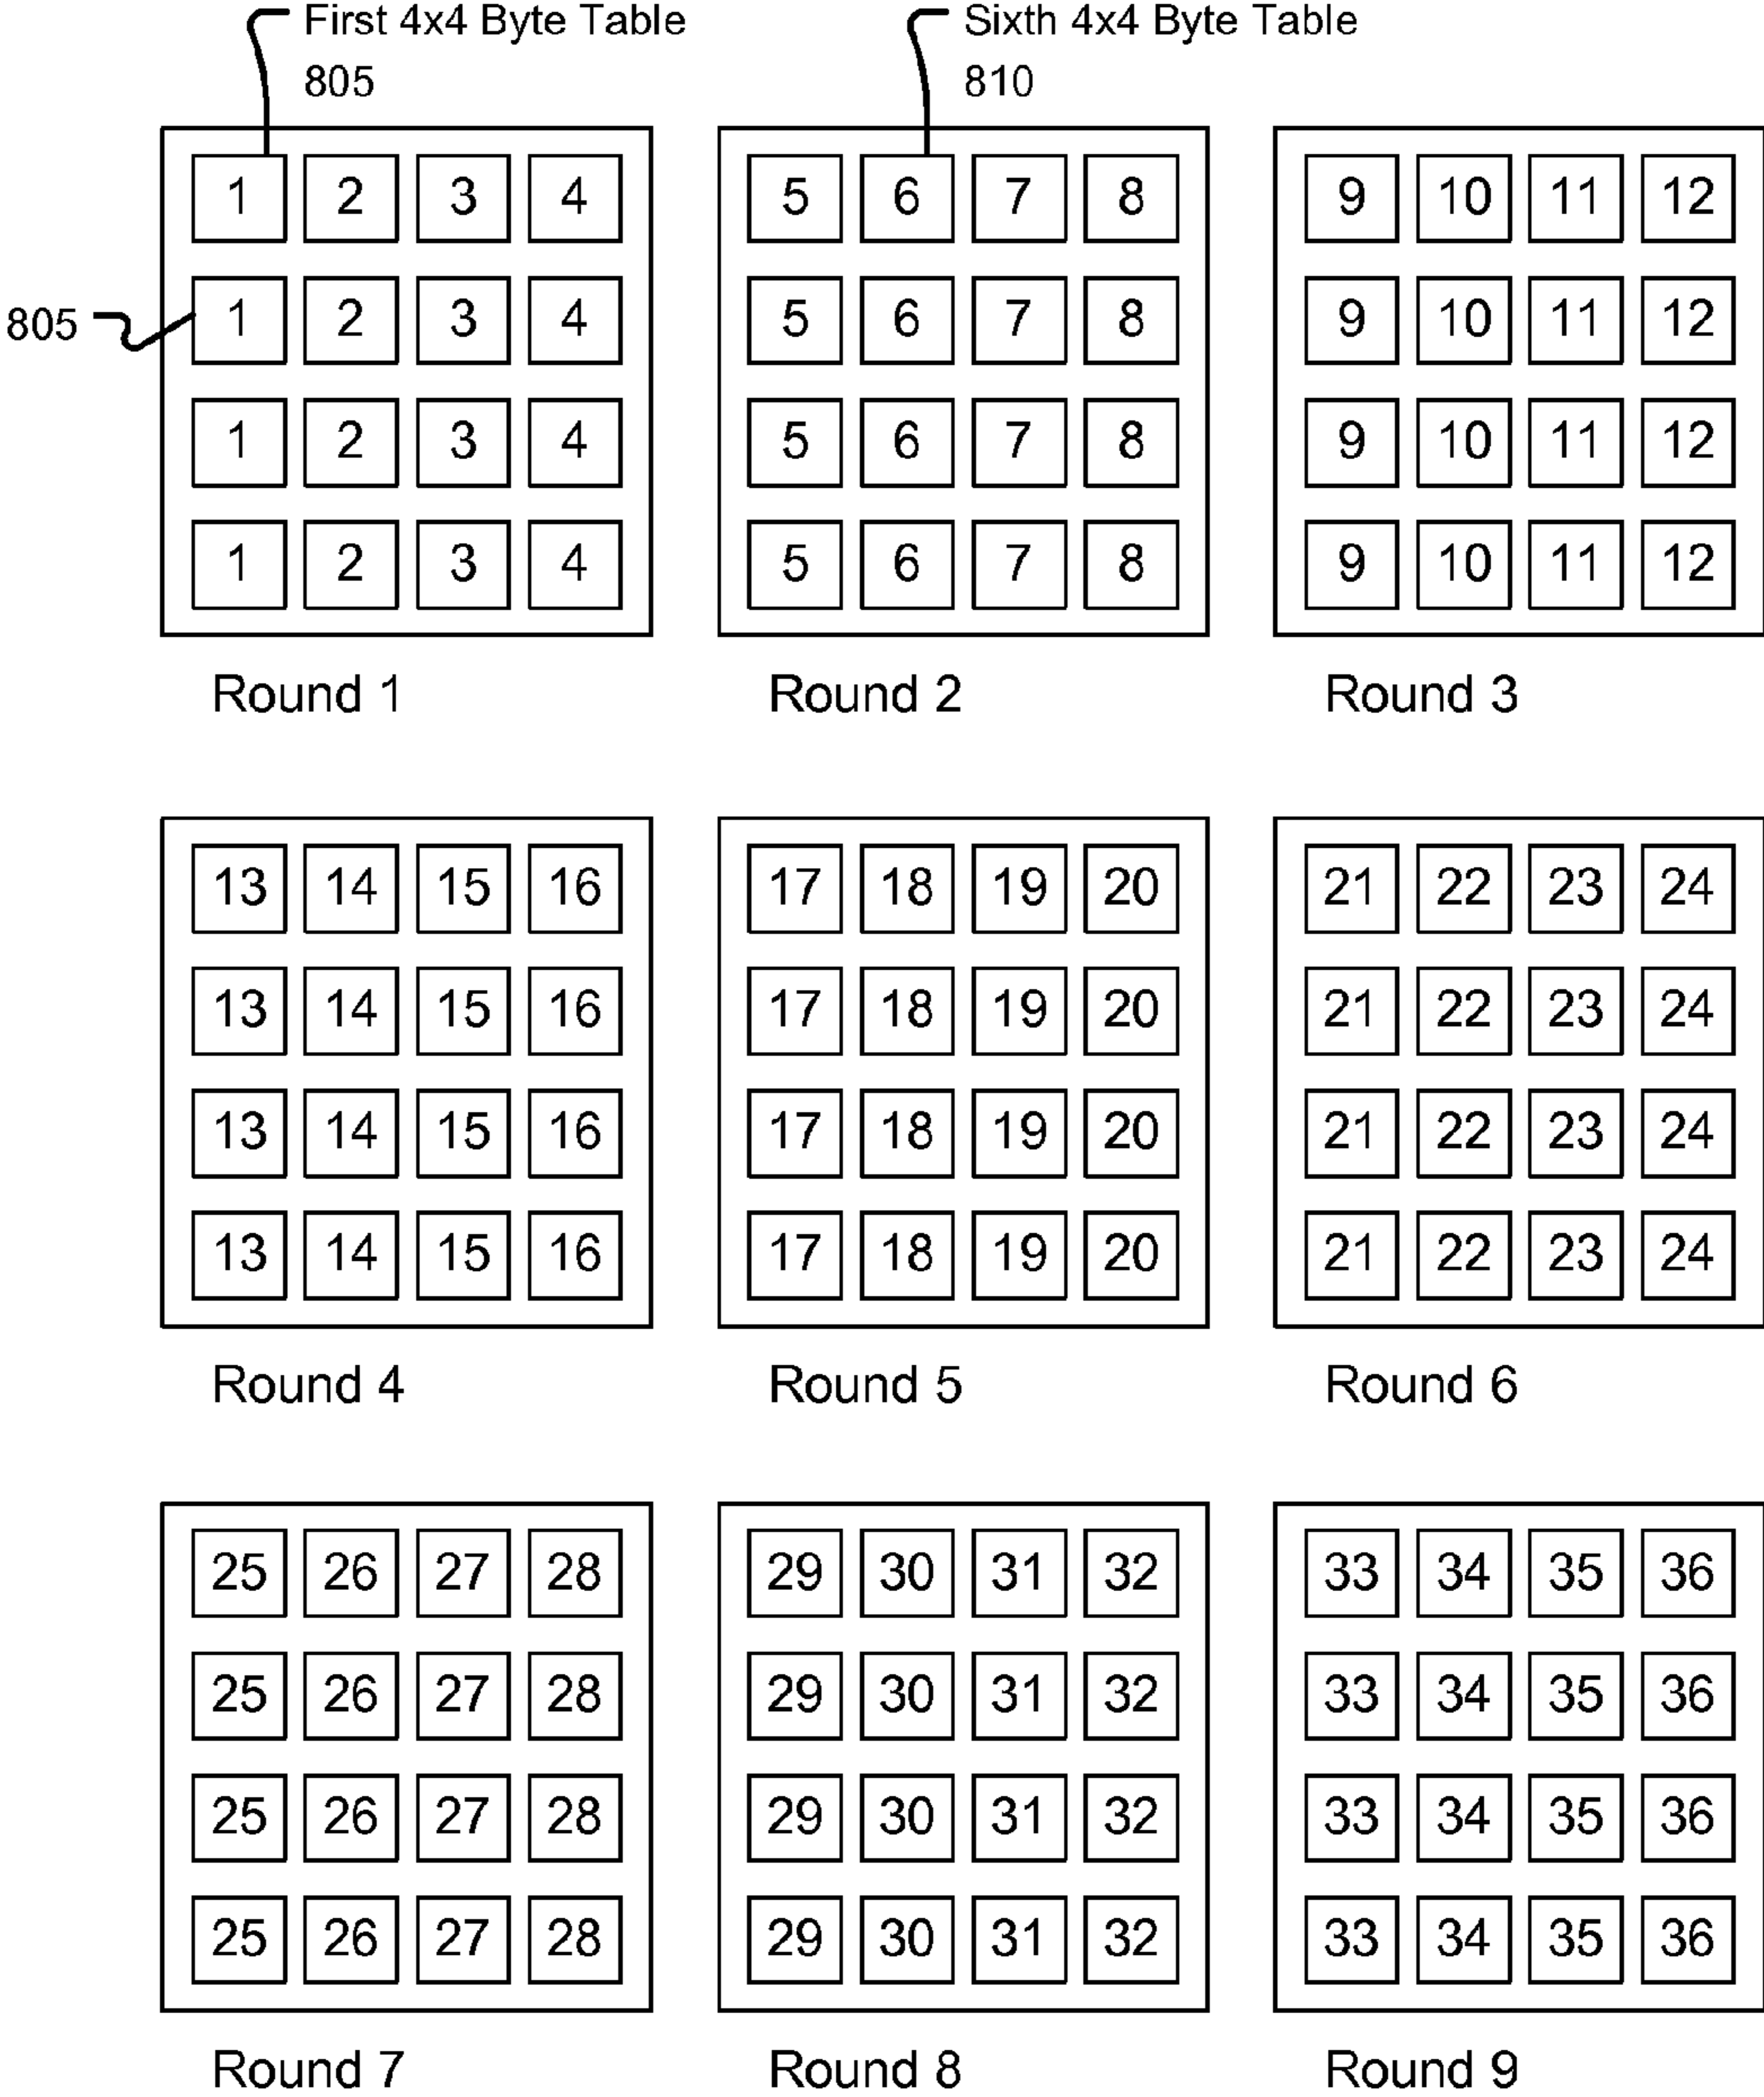 First 4x4 Byte Table
805
Sixth 4x4 Byte Table
810
1 2 3 4
805
1 2 3 4
1 2 3 4
1 2 3 4
Round 1
5 6 7 8
5 6 7 8
5 6 7 8
5 6 7 8
Round 2
9 10 11 12
9 10 11 12
9 10 11 12
9 10 11 12
Round 3
13 14 15 16
13 14 15 16
13 14 15 16
13 14 15 16
Round 4
17 18 19 20
17 18 19 20
17 18 19 20
17 18 19 20
Round 5
21 22 23 24
21 22 23 24
21 22 23 24
21 22 23 24
Round 6
25 26 27 28
25 26 27 28
25 26 27 28
25 26 27 28
Round 7
29 30 31 32
29 30 31 32
29 30 31 32
29 30 31 32
Round 8
33 34 35 36
33 34 35 36
33 34 35 36
33 34 35 36
Round 9